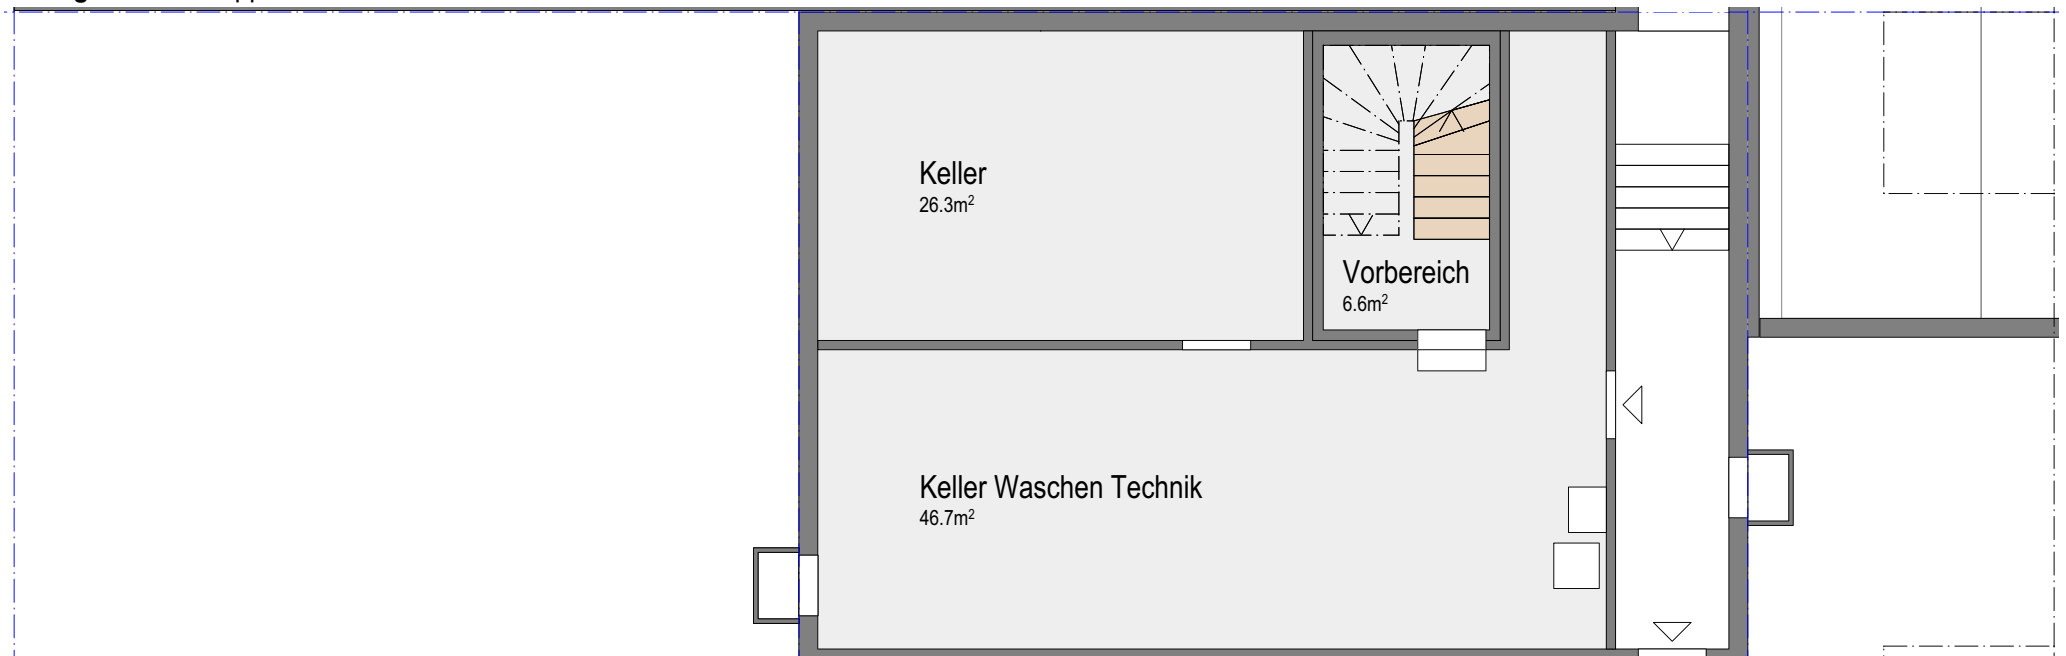 Keller
26.3m²
Vorbereich
6.6m²
Keller Waschen Technik
46.7m²